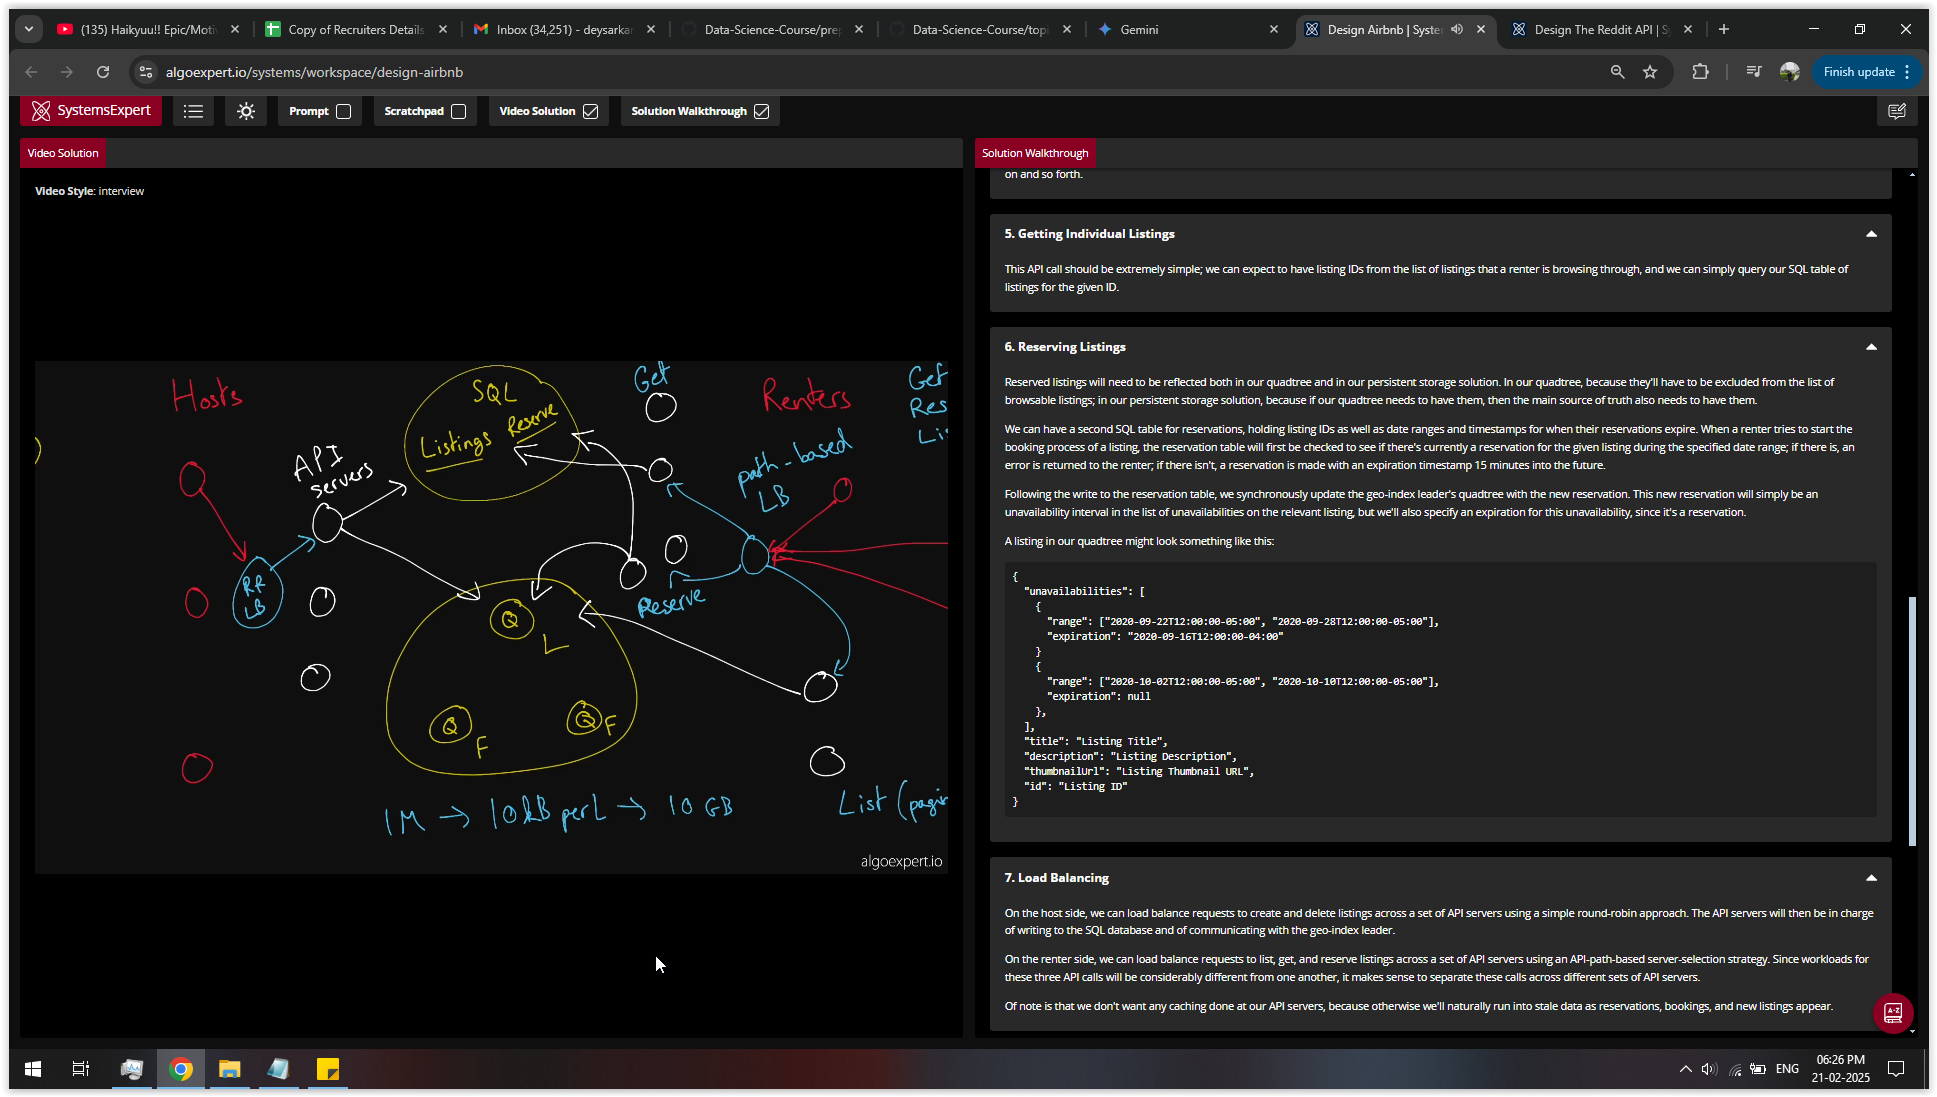 (135) Haikyuu!! Epic/Moti
Copy of Recruiters Details
Inbox (34,251) - deysarkar
Data-Science-Course/prep
Data-Science-Course/topi
Gemini
Design Airbnb | Syste
Design The Reddit API | S
algoexpert.io/systems/workspace/design-airbnb
Finish update
SystemsExpert
Prompt
Scratchpad
Video Solution
Solution Walkthrough
Video Solution
Video Style: interview
Hosts
SQL
Listings Reserve
Get
Renters
Get
Res
Lis
API
servers
path-based
LB
RR
LB
Reserve
Q
L
Q
F
Q
F
1M → 10kB per L → 10 GB
List (pagin
algoexpert.io
Solution Walkthrough
on and so forth.
5. Getting Individual Listings
This API call should be extremely simple; we can expect to have listing IDs from the list of listings that a renter is browsing through, and we can simply query our SQL table of
listings for the given ID.
6. Reserving Listings
Reserved listings will need to be reflected both in our quadtree and in our persistent storage solution. In our quadtree, because they'll have to be excluded from the list of
browsable listings; in our persistent storage solution, because if our quadtree needs to have them, then the main source of truth also needs to have them.
We can have a second SQL table for reservations, holding listing IDs as well as date ranges and timestamps for when their reservations expire. When a renter tries to start the
booking process of a listing, the reservation table will first be checked to see if there's currently a reservation for the given listing during the specified date range; if there is, an
error is returned to the renter; if there isn't, a reservation is made with an expiration timestamp 15 minutes into the future.
Following the write to the reservation table, we synchronously update the geo-index leader's quadtree with the new reservation. This new reservation will simply be an
unavailability interval in the list of unavailabilities on the relevant listing, but we'll also specify an expiration for this unavailability, since it's a reservation.
A listing in our quadtree might look something like this:
{
"unavailabilities": [
{
"range": ["2020-09-22T12:00:00-05:00", "2020-09-28T12:00:00-05:00"],
"expiration": "2020-09-16T12:00:00-04:00"
}
{
"range": ["2020-10-02T12:00:00-05:00", "2020-10-10T12:00:00-05:00"],
"expiration": null
},
],
"title": "Listing Title",
"description": "Listing Description",
"thumbnailUrl": "Listing Thumbnail URL",
"id": "Listing ID"
}
7. Load Balancing
On the host side, we can load balance requests to create and delete listings across a set of API servers using a simple round-robin approach. The API servers will then be in charge
of writing to the SQL database and of communicating with the geo-index leader.
On the renter side, we can load balance requests to list, get, and reserve listings across a set of API servers using an API-path-based server-selection strategy. Since workloads for
these three API calls will be considerably different from one another, it makes sense to separate these calls across different sets of API servers.
Of note is that we don't want any caching done at our API servers, because otherwise we'll naturally run into stale data as reservations, bookings, and new listings appear.
A-Z
ENG
06:26 PM
21-02-2025